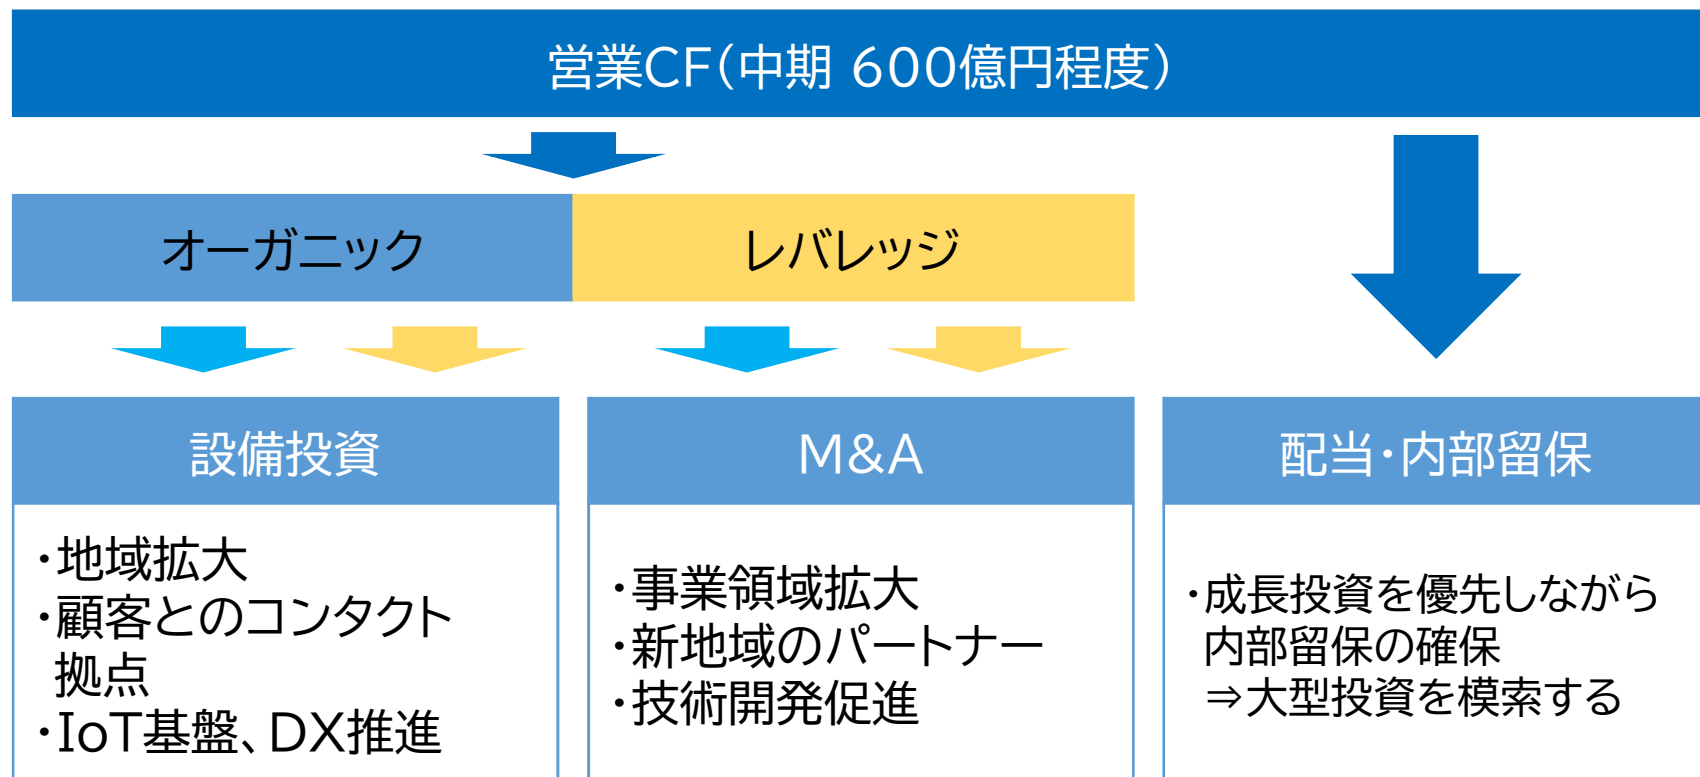 営業CF(中期 600億円程度)
オーガニック
レバレッジ
設備投資
・地域拡大
・顧客とのコンタクト
拠点
・IoT基盤、DX推進
M&A
・事業領域拡大
・新地域のパートナー
・技術開発促進
配当・内部留保
・成長投資を優先しながら
内部留保の確保
⇒大型投資を模索する